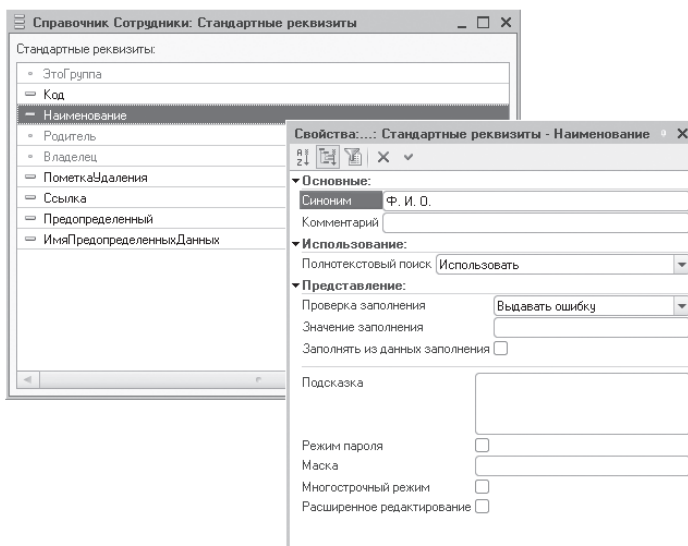 Справочник Сотрудники: Стандартные реквизиты
Стандартные реквизиты:
ЭтоГруппа
Код
Наименование
Родитель
Владелец
ПометкаУдаления
Ссылка
Предопределенный
ИмяПредопределенныхДанных
Свойства:...: Стандартные реквизиты - Наименование
Основные:
Синоним Ф. И. О.
Комментарий
Использование:
Полнотекстовый поиск Использовать
Представление:
Проверка заполнения Выдавать ошибку
Значение заполнения
Заполнять из данных заполнения
Подсказка
Режим пароля
Маска
Многострочный режим
Расширенное редактирование